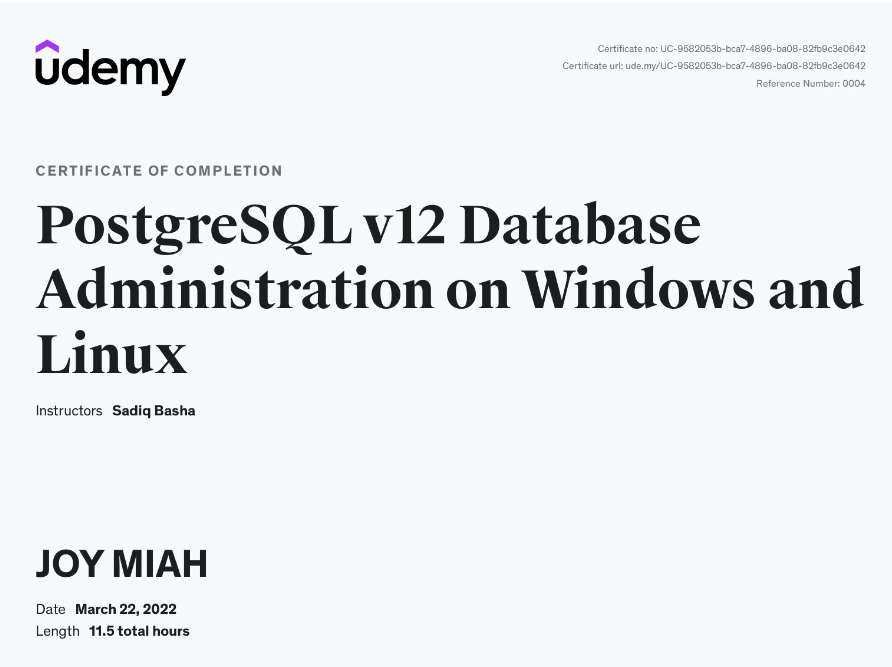 udemy
Certificate no: UC-9582053b-bca7-4896-ba08-82fb9c3e0642
Certificate url: ude.my/UC-9582053b-bca7-4896-ba08-82fb9c3e0642
Reference Number: 0004
CERTIFICATE OF COMPLETION
PostgreSQL v12 Database
Administration on Windows and
Linux
Instructors Sadiq Basha
JOY MIAH
Date March 22, 2022
Length 11.5 total hours